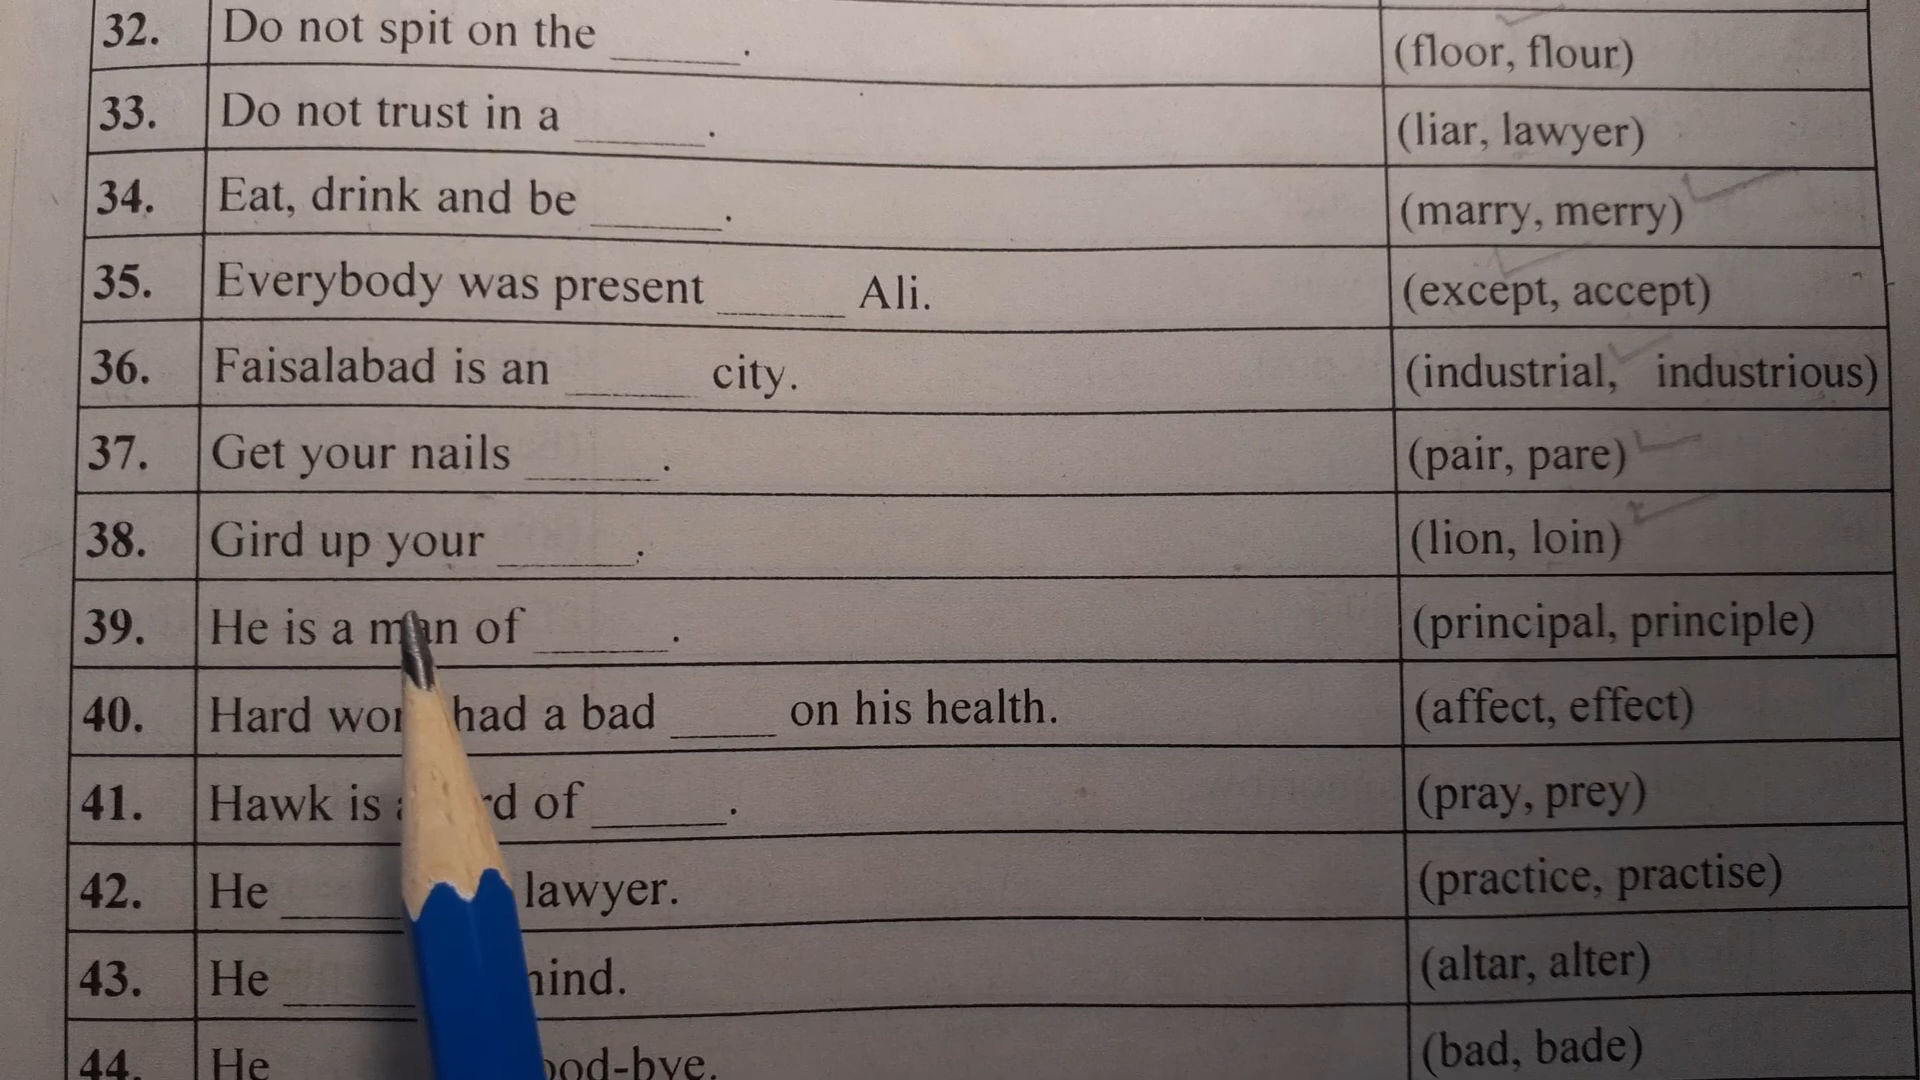 32. Do not spit on the ______. (floor, flour)
33. Do not trust in a ______. (liar, lawyer)
34. Eat, drink and be ______. (marry, merry)
35. Everybody was present ______ Ali. (except, accept)
36. Faisalabad is an ______ city. (industrial, industrious)
37. Get your nails ______. (pair, pare)
38. Gird up your ______. (lion, loin)
39. He is a man of ______. (principal, principle)
40. Hard had a bad _____ on his health. (affect, effect)
41. Hawk is of ______. (pray, prey)
42. He ______ lawyer. (practice, practise)
43. He ______ (altar, alter)
44. He (bad, bade)